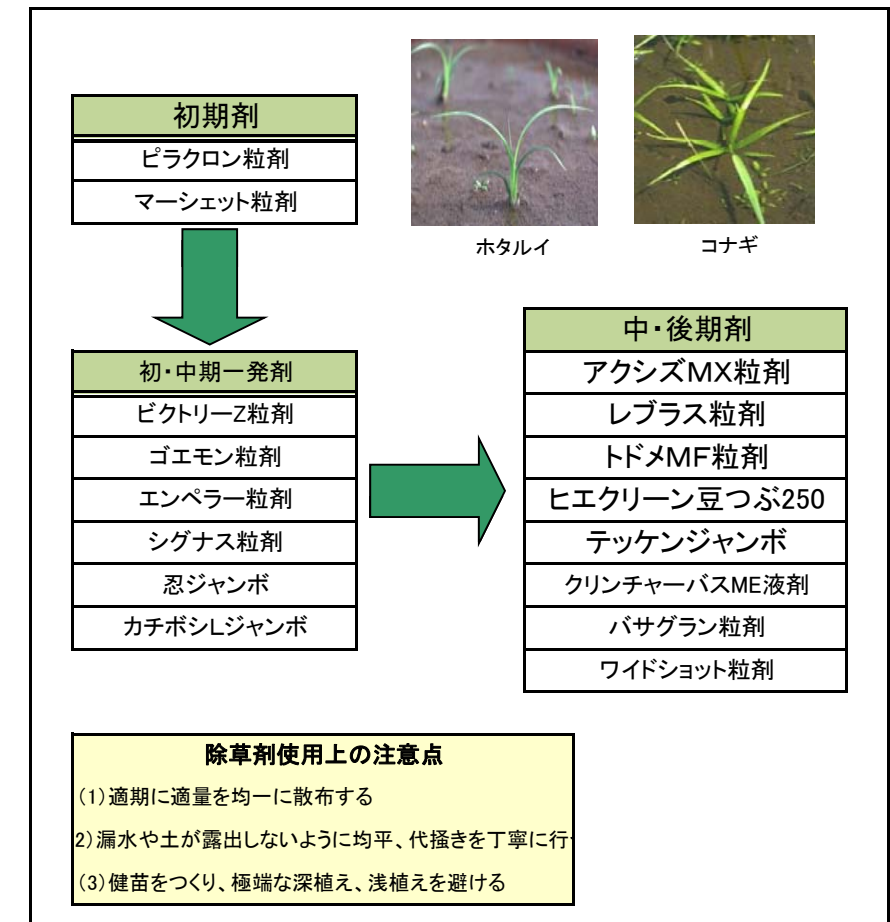 初期剤
ピラクロン粒剤
マーシェット粒剤
ホタルイ
コナギ
初・中期一発剤
ビクトリーZ粒剤
ゴエモン粒剤
エンペラー粒剤
シグナス粒剤
忍ジャンボ
カチボシLジャンボ
中・後期剤
アクシズMX粒剤
レブラス粒剤
トドメMF粒剤
ヒエクリーン豆つぶ250
テッケンジャンボ
クリンチャーバスME液剤
バサグラン粒剤
ワイドショット粒剤
除草剤使用上の注意点
(1)適期に適量を均一に散布する
2)漏水や土が露出しないように均平、代掻きを丁寧に行
(3)健苗をつくり、極端な深植え、浅植えを避ける